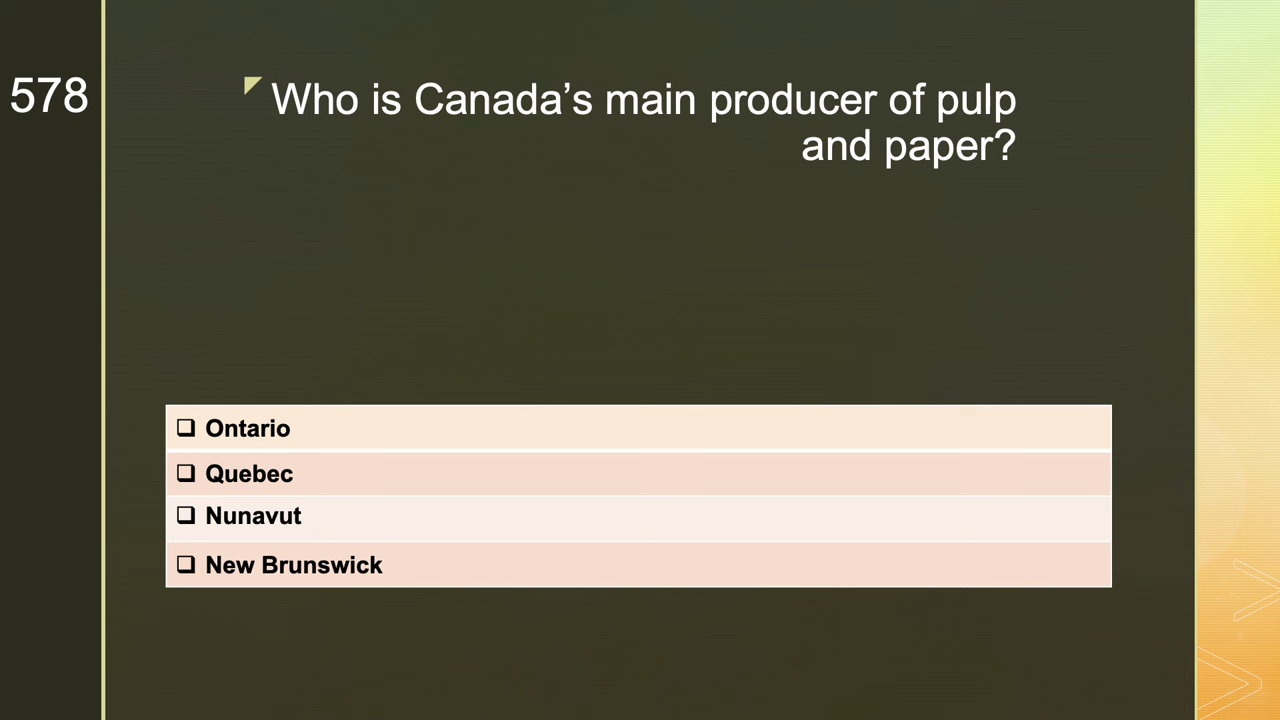 578
Who is Canada’s main producer of pulp
and paper?
❑ Ontario
❑ Quebec
❑ Nunavut
❑ New Brunswick